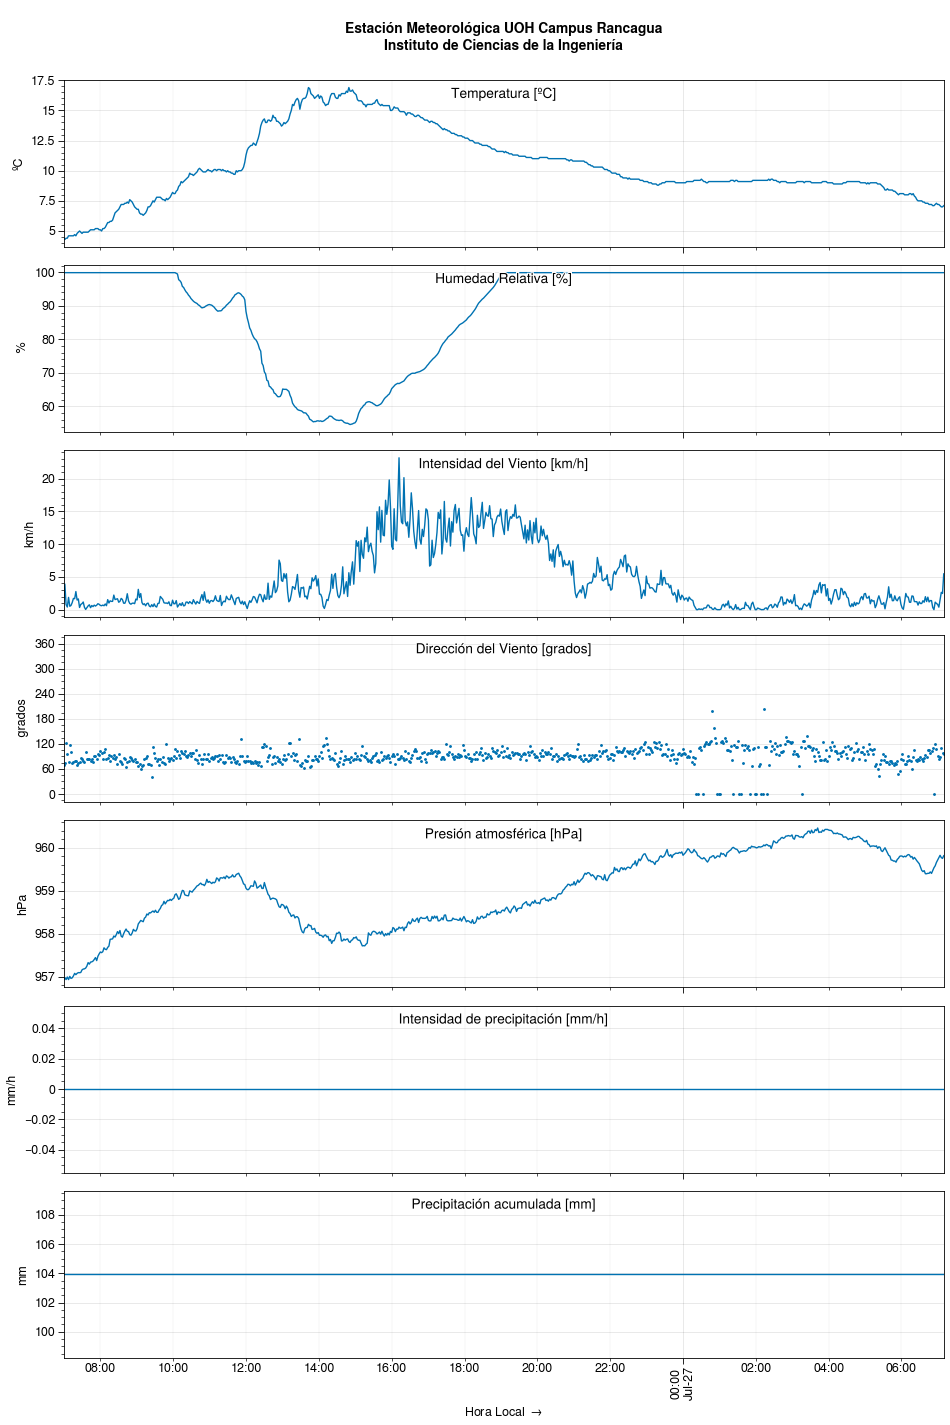 Estación Meteorológica UOH Campus Rancagua
Instituto de Ciencias de la Ingeniería
Temperatura [ºC]
17.5
15
12.5
10
7.5
5
ºC
Humedad Relativa [%]
100
90
80
70
60
%
Intensidad del Viento [km/h]
20
15
10
5
0
km/h
Dirección del Viento [grados]
360
300
240
180
120
60
0
grados
Presión atmosférica [hPa]
960
959
958
957
hPa
Intensidad de precipitación [mm/h]
0.04
0.02
0
−0.02
−0.04
mm/h
Precipitación acumulada [mm]
108
106
104
102
100
mm
08:00 10:00 12:00 14:00 16:00 18:00 20:00 22:00 00:00 02:00 04:00 06:00
Jul-27
Hora Local →